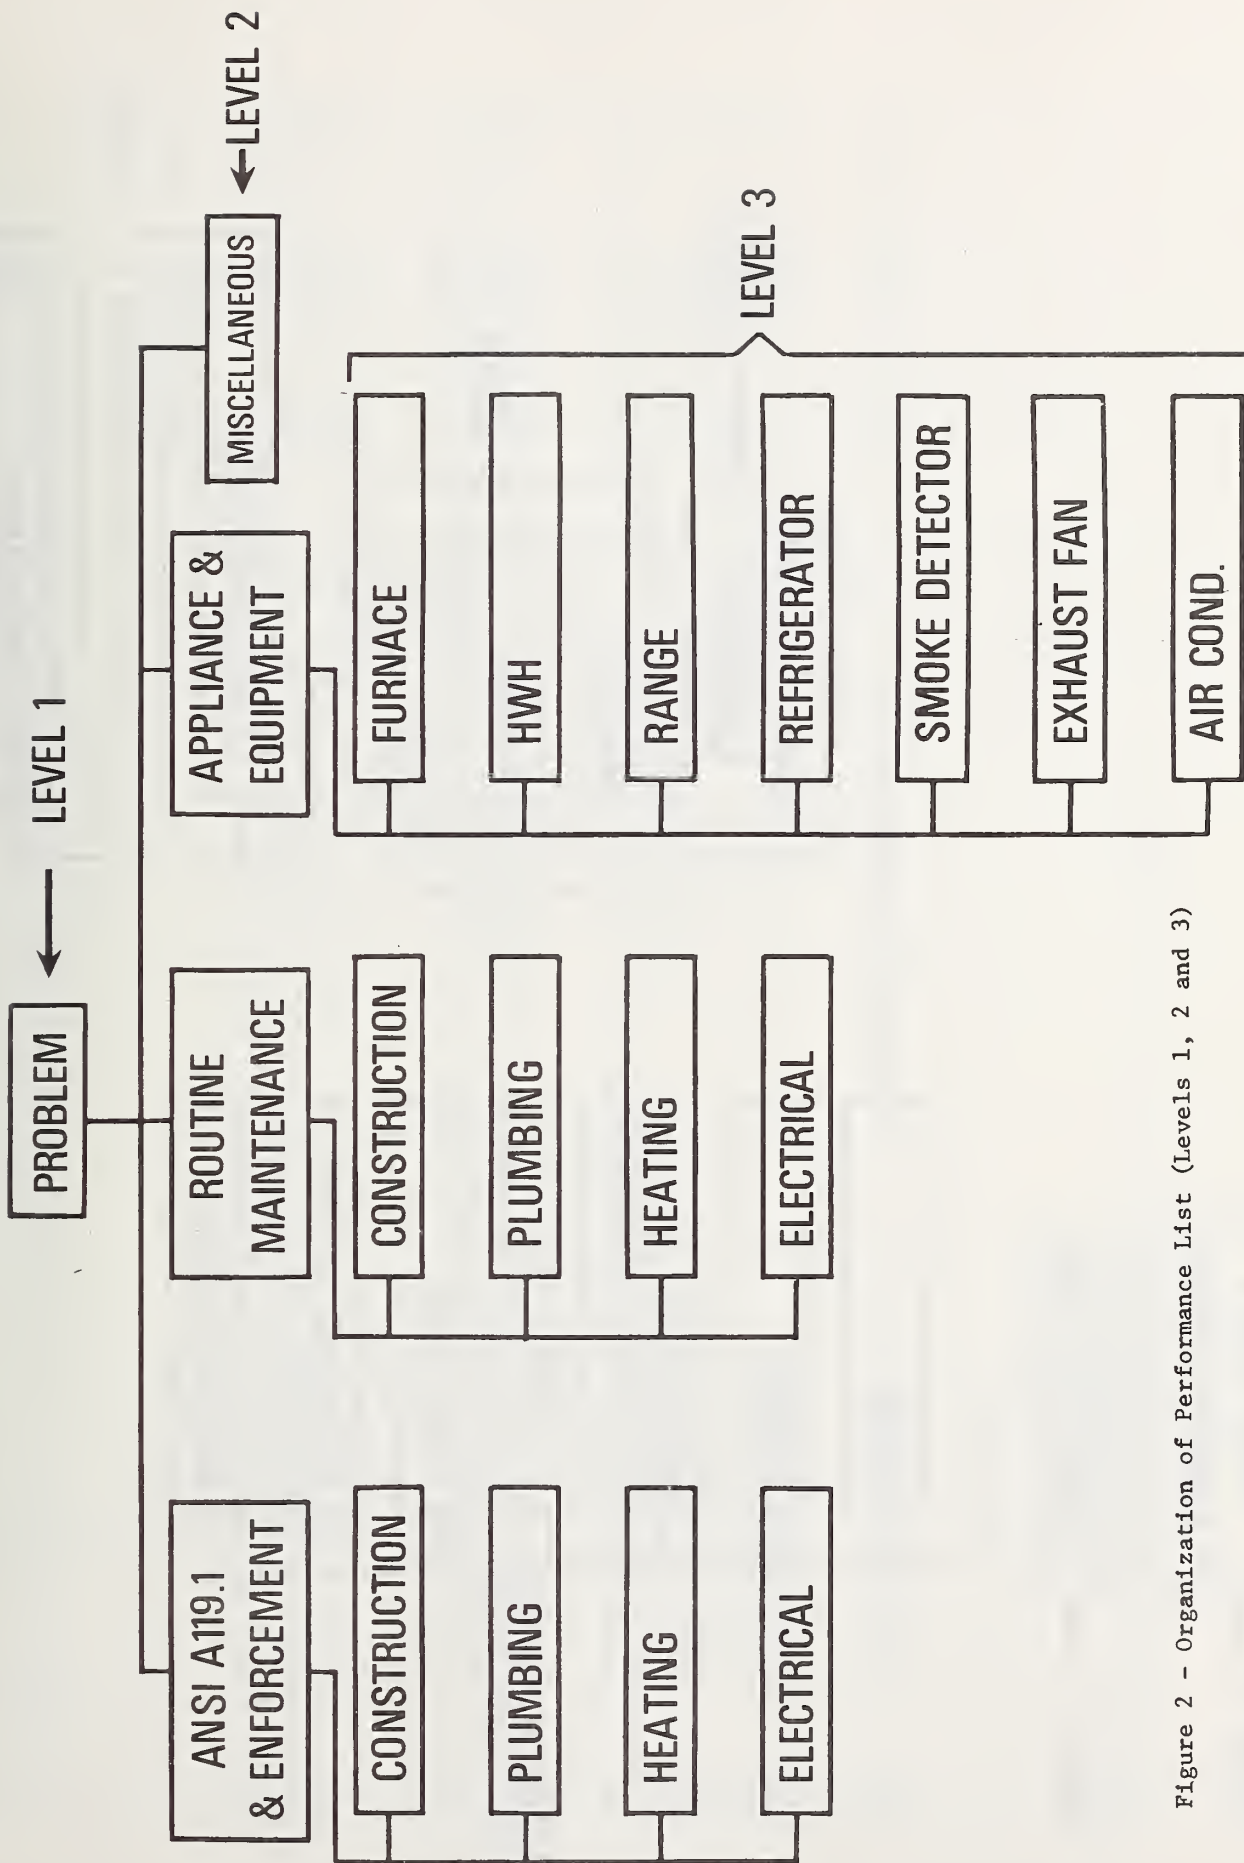 PROBLEM
LEVEL 1
ANSI A119.1
& ENFORCEMENT
ROUTINE
MAINTENANCE
APPLIANCE &
EQUIPMENT
MISCELLANEOUS
LEVEL 2
CONSTRUCTION
PLUMBING
HEATING
ELECTRICAL
CONSTRUCTION
PLUMBING
HEATING
ELECTRICAL
FURNACE
HWH
RANGE
REFRIGERATOR
SMOKE DETECTOR
EXHAUST FAN
AIR COND.
LEVEL 3
Figure 2 - Organization of Performance List (Levels 1, 2 and 3)